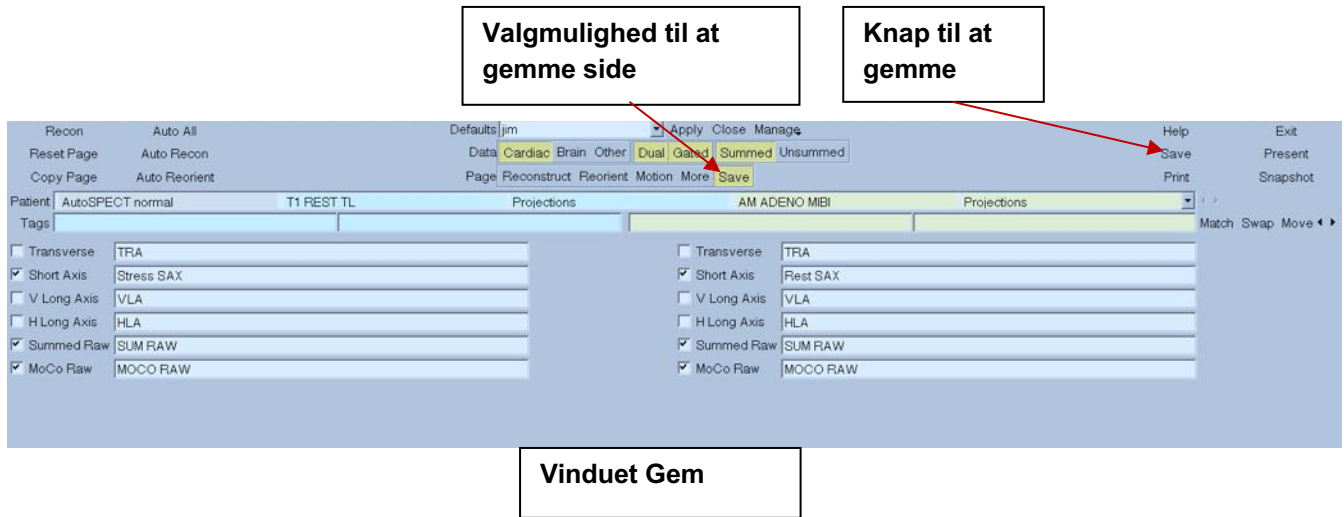 Valgmulighed til at
gemme side
Knap til at
gemme
Recon Auto All Defaults jim Apply Close Manage Help Exit
Reset Page Auto Recon Data Cardiac Brain Other Dual Gated Summed Unsummed Save Present
Copy Page Auto Reorient Page Reconstruct Reorient Motion More Save Print Snapshot
Patient AutoSPECT normal T1 REST TL Projections AM ADENO MIBI Projections
Tags Match Swap Move
Transverse TRA Transverse TRA
Short Axis Stress SAX Short Axis Rest SAX
V Long Axis VLA V Long Axis VLA
H Long Axis HLA H Long Axis HLA
Summed Raw SUM RAW Summed Raw SUM RAW
MoCo Raw MOCO RAW MoCo Raw MOCO RAW
Vinduet Gem